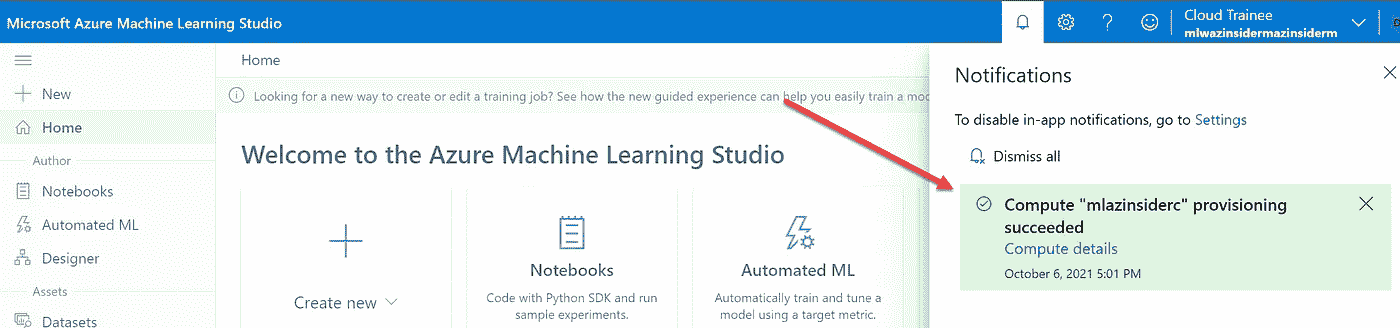 Microsoft Azure Machine Learning Studio
Cloud Trainee
mlwazinsidermazinsiderm
New
Home
Author
Notebooks
Automated ML
Designer
Assets
Datasets
Home
Looking for a new way to create or edit a training job? See how the new guided experience can help you easily train a mod
Welcome to the Azure Machine Learning Studio
Create new
Notebooks
Code with Python SDK and run
sample experiments.
Automated ML
Automatically train and tune a
model using a target metric.
Notifications
To disable in-app notifications, go to Settings
Dismiss all
Compute "mlazinsiderc" provisioning
succeeded
Compute details
October 6, 2021 5:01 PM